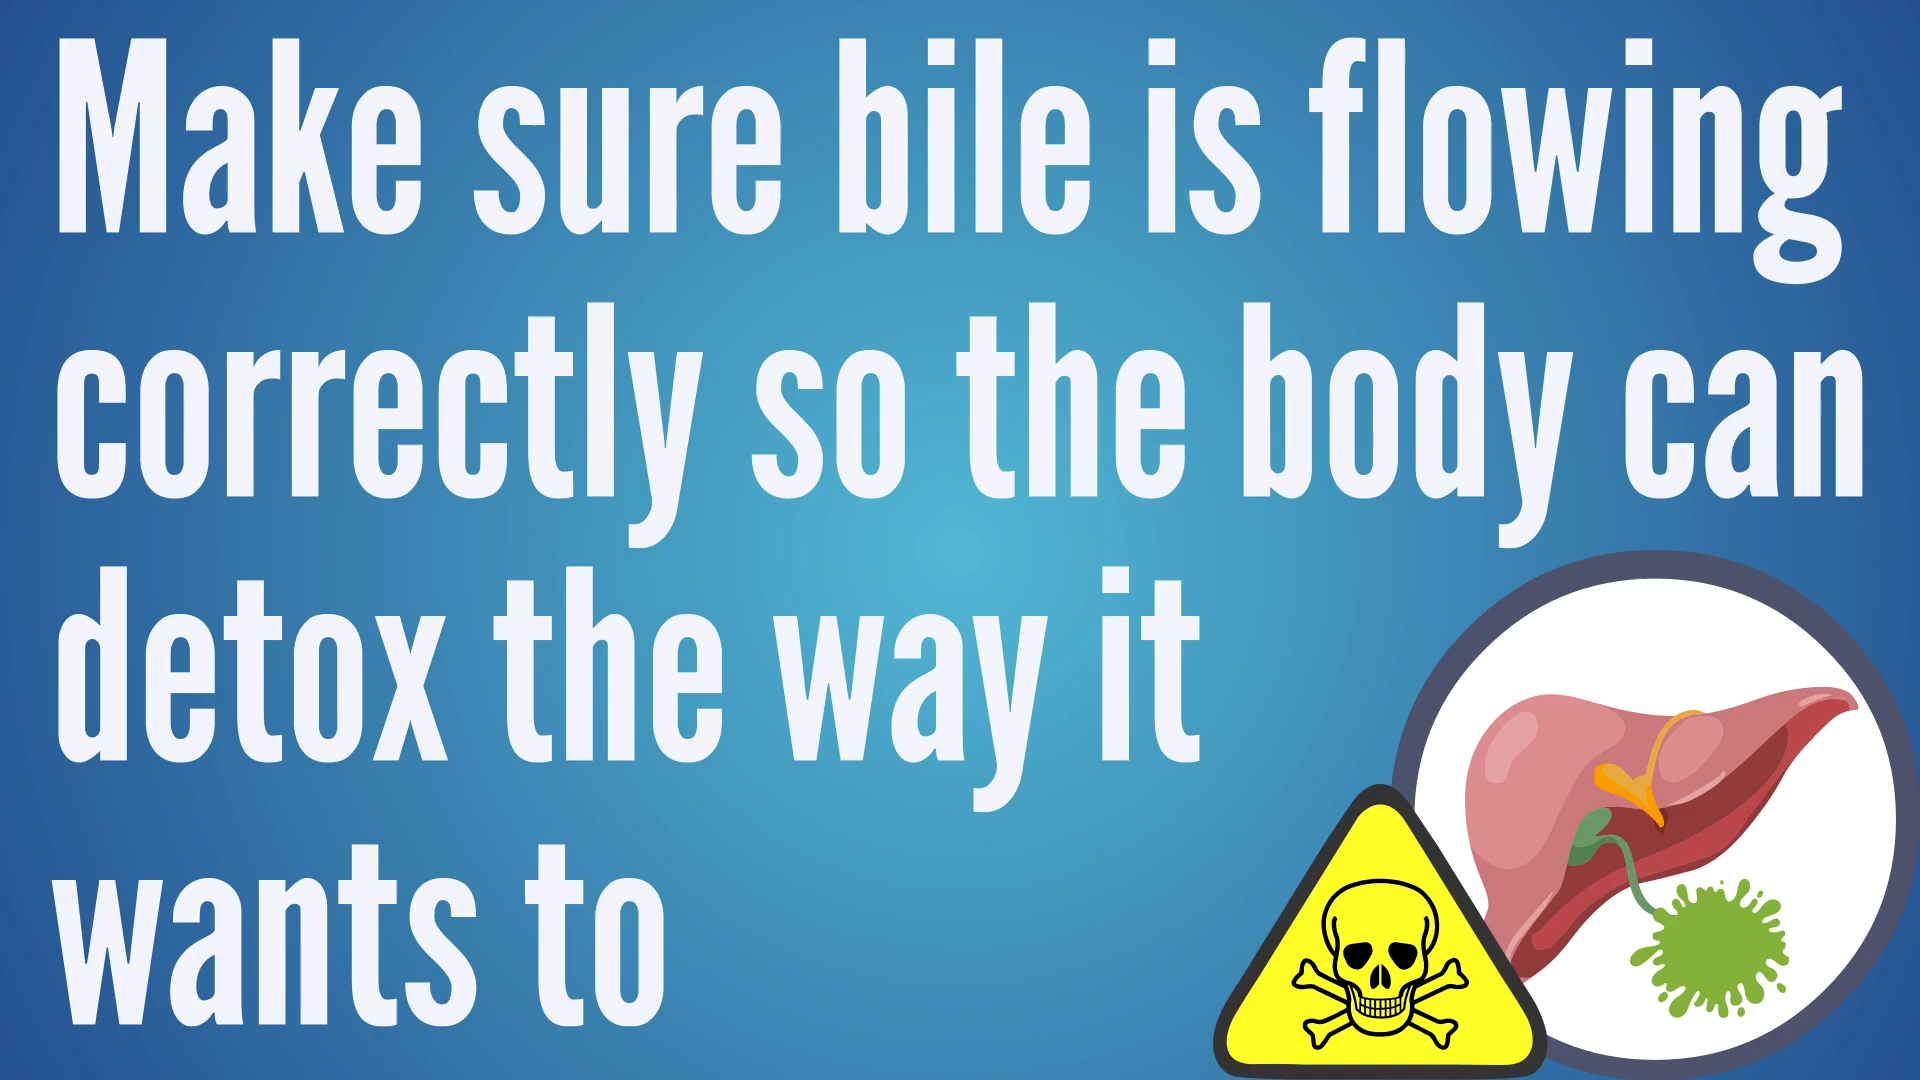 Make sure bile is flowing
correctly so the body can
detox the way it
wants to